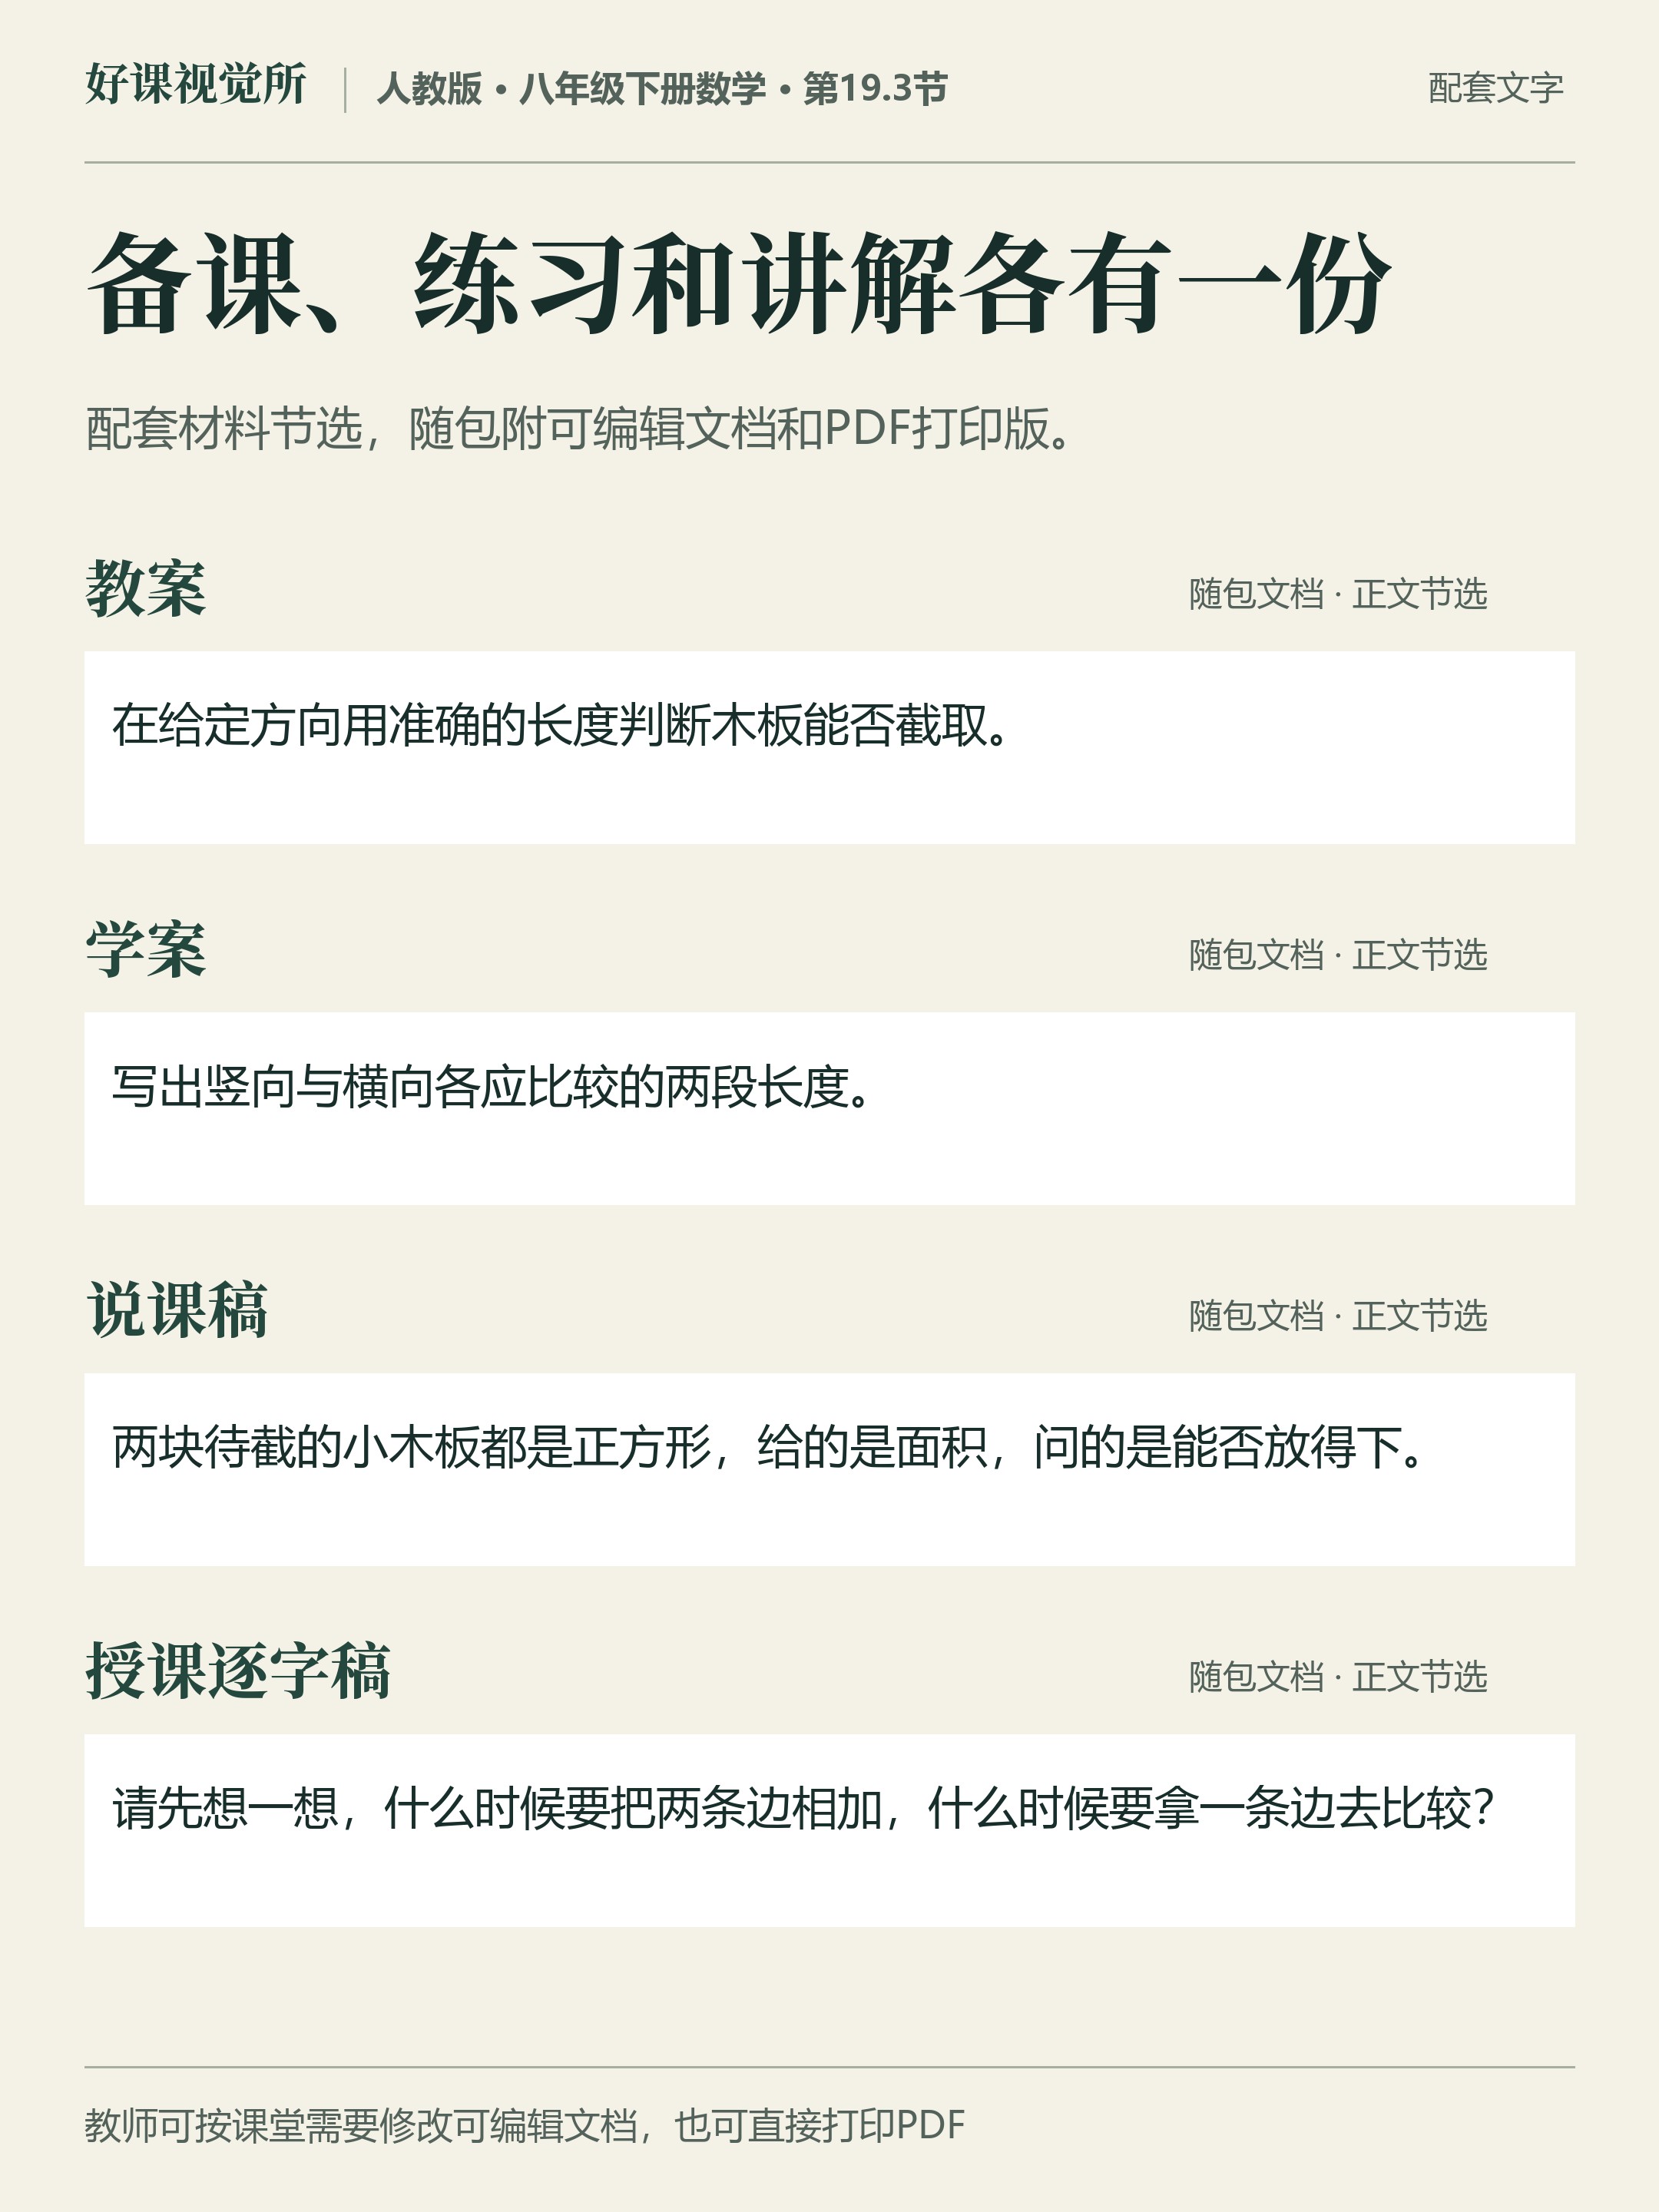 好课视觉所 人教版·八年级下册数学·第19.3节 配套文字
备课、练习和讲解各有一份
配套材料节选，随包附可编辑文档和PDF打印版。
教案 随包文档·正文节选
在给定方向用准确的长度判断木板能否截取。
学案 随包文档·正文节选
写出竖向与横向各应比较的两段长度。
说课稿 随包文档·正文节选
两块待截的小木板都是正方形，给的是面积，问的是能否放得下。
授课逐字稿 随包文档·正文节选
请先想一想，什么时候要把两条边相加，什么时候要拿一条边去比较？
教师可按课堂需要修改可编辑文档，也可直接打印PDF